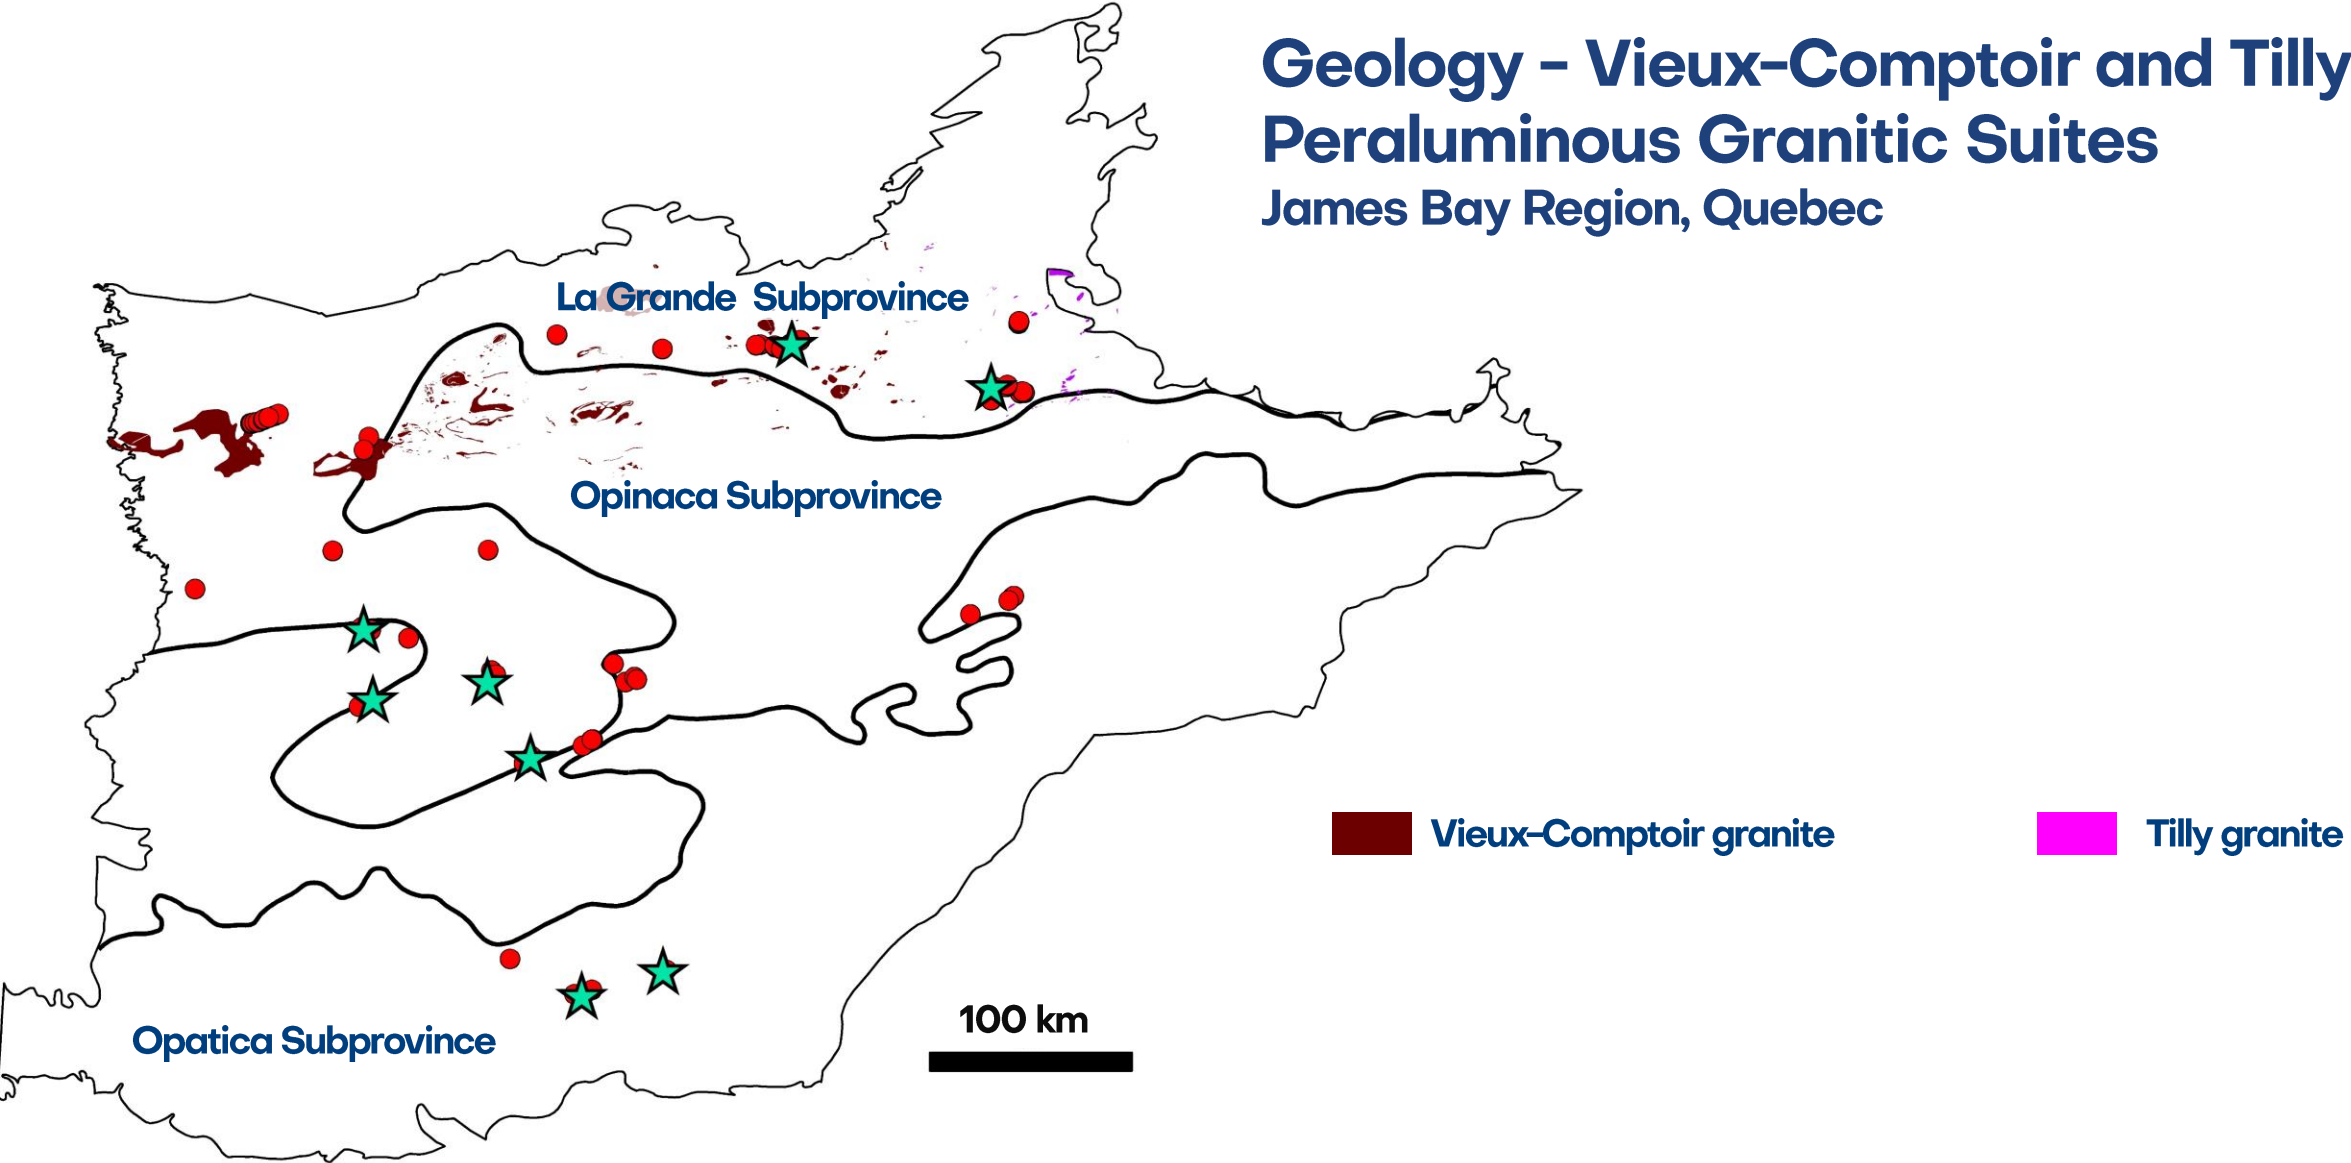 Geology - Vieux-Comptoir and Tilly
Peraluminous Granitic Suites
James Bay Region, Quebec
La Grande Subprovince
Opinaca Subprovince
Vieux-Comptoir granite
Tilly granite
100 km
Opatica Subprovince